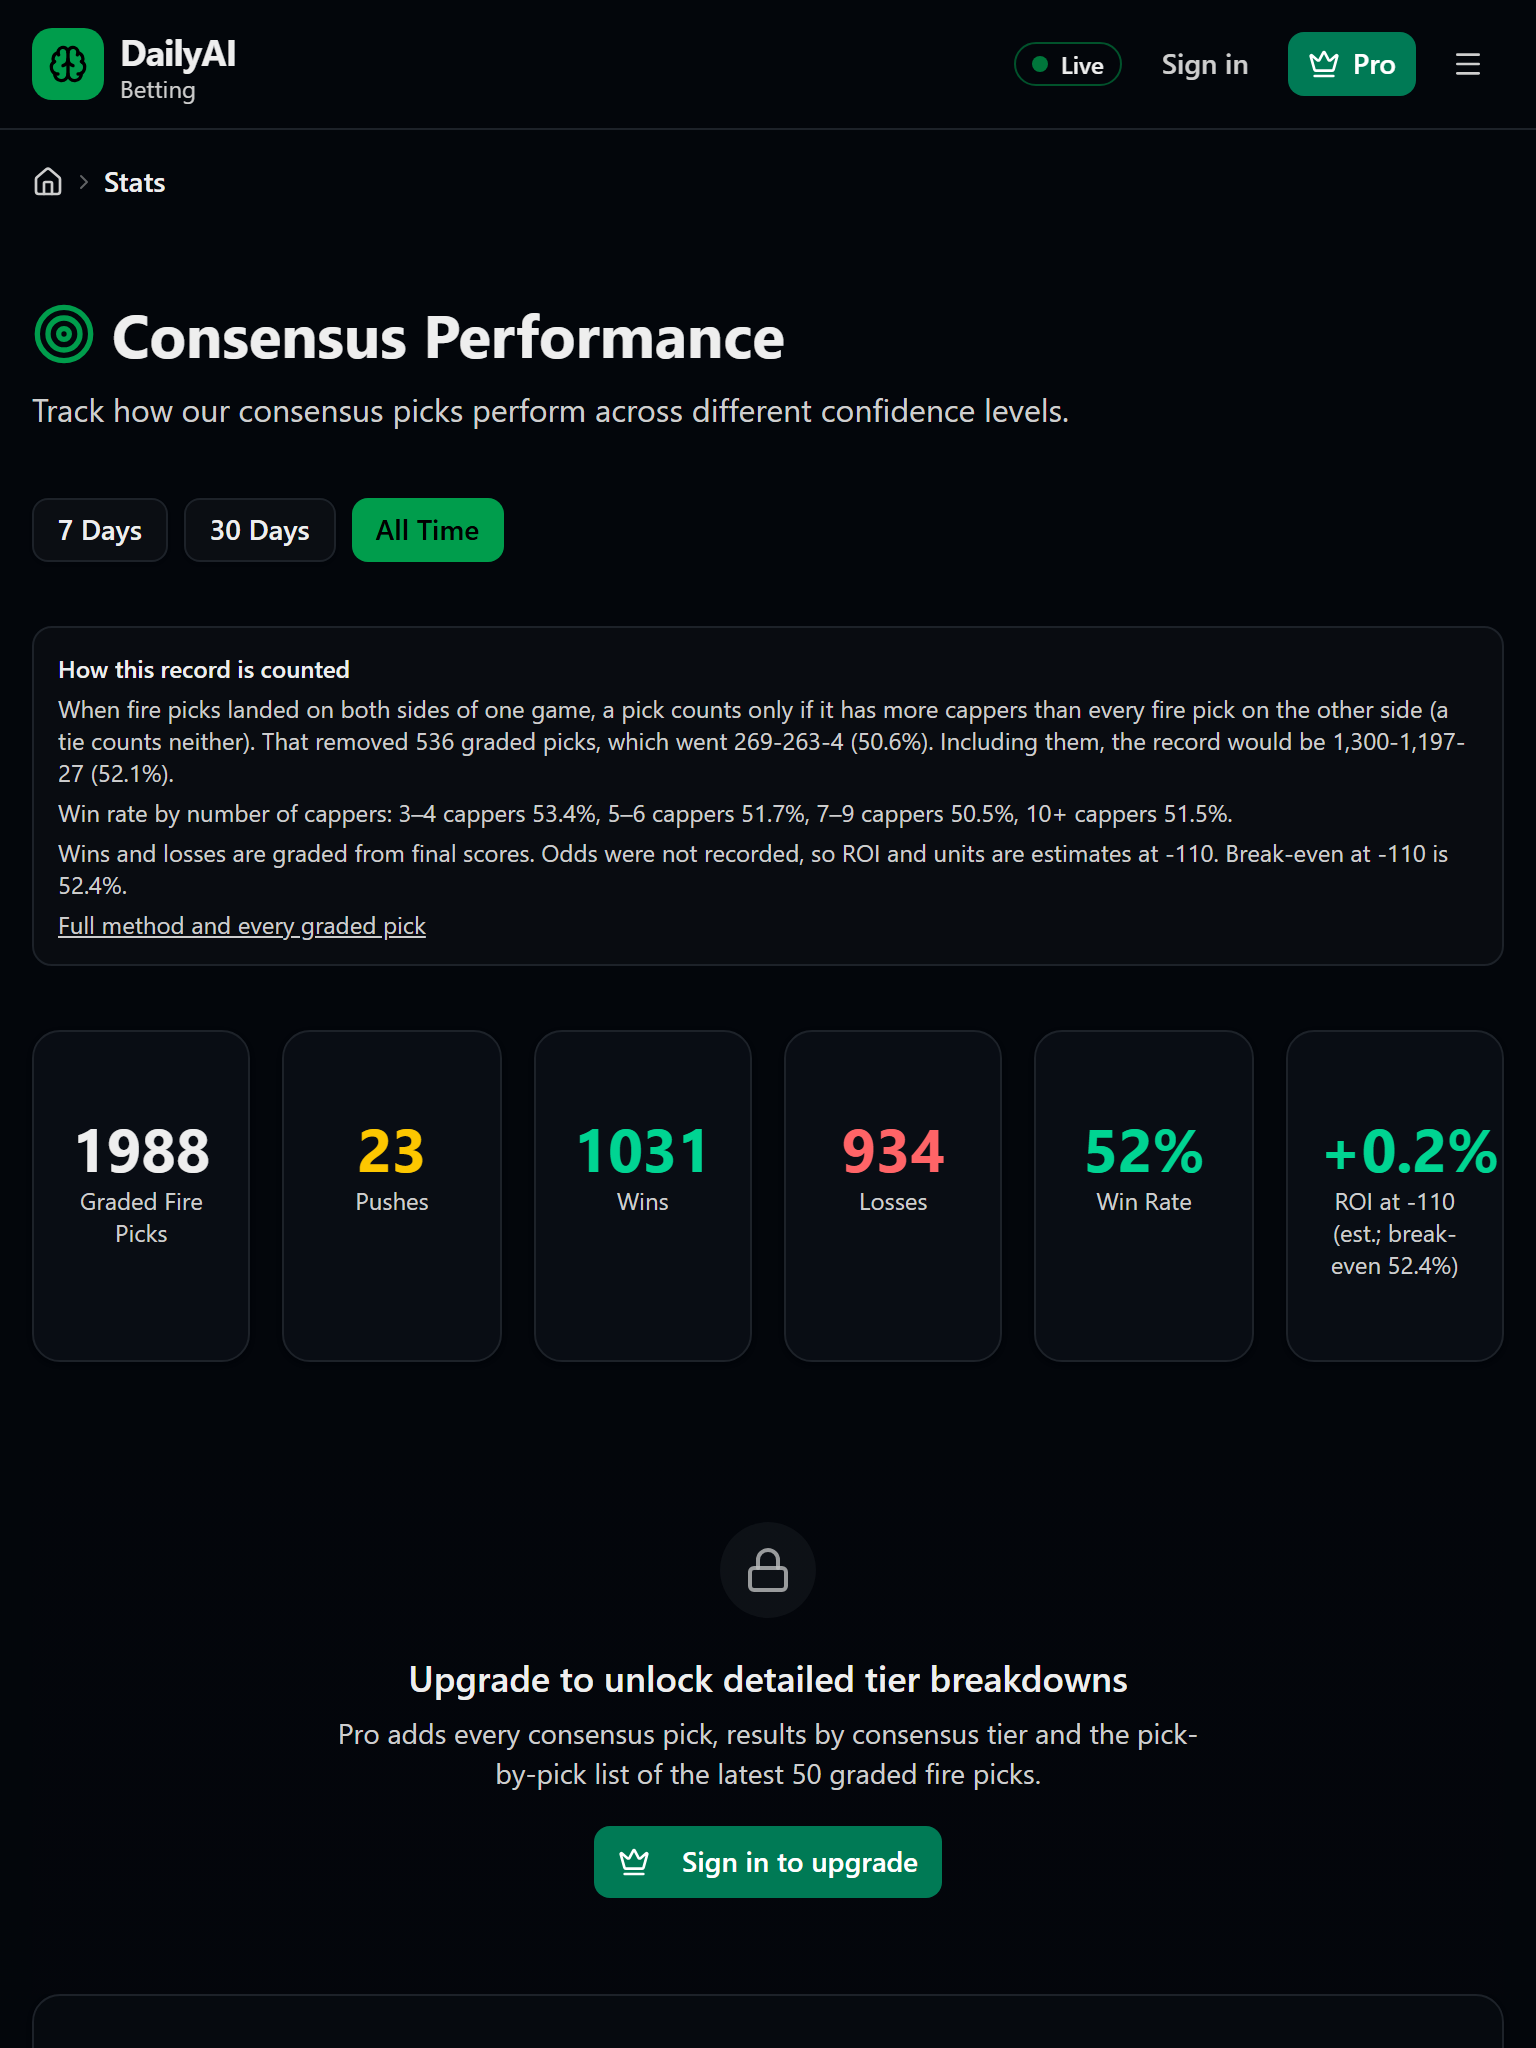 DailyAI
Betting
Live
Sign in
Pro
Stats
Consensus Performance
Track how our consensus picks perform across different confidence levels.
7 Days
30 Days
All Time
How this record is counted
When fire picks landed on both sides of one game, a pick counts only if it has more cappers than every fire pick on the other side (a
tie counts neither). That removed 536 graded picks, which went 269-263-4 (50.6%). Including them, the record would be 1,300-1,197-
27 (52.1%).
Win rate by number of cappers: 3–4 cappers 53.4%, 5–6 cappers 51.7%, 7–9 cappers 50.5%, 10+ cappers 51.5%.
Wins and losses are graded from final scores. Odds were not recorded, so ROI and units are estimates at -110. Break-even at -110 is
52.4%.
Full method and every graded pick
1988
Graded Fire
Picks
23
Pushes
1031
Wins
934
Losses
52%
Win Rate
+0.2%
ROI at -110
(est.; break-
even 52.4%)
Upgrade to unlock detailed tier breakdowns
Pro adds every consensus pick, results by consensus tier and the pick-
by-pick list of the latest 50 graded fire picks.
Sign in to upgrade